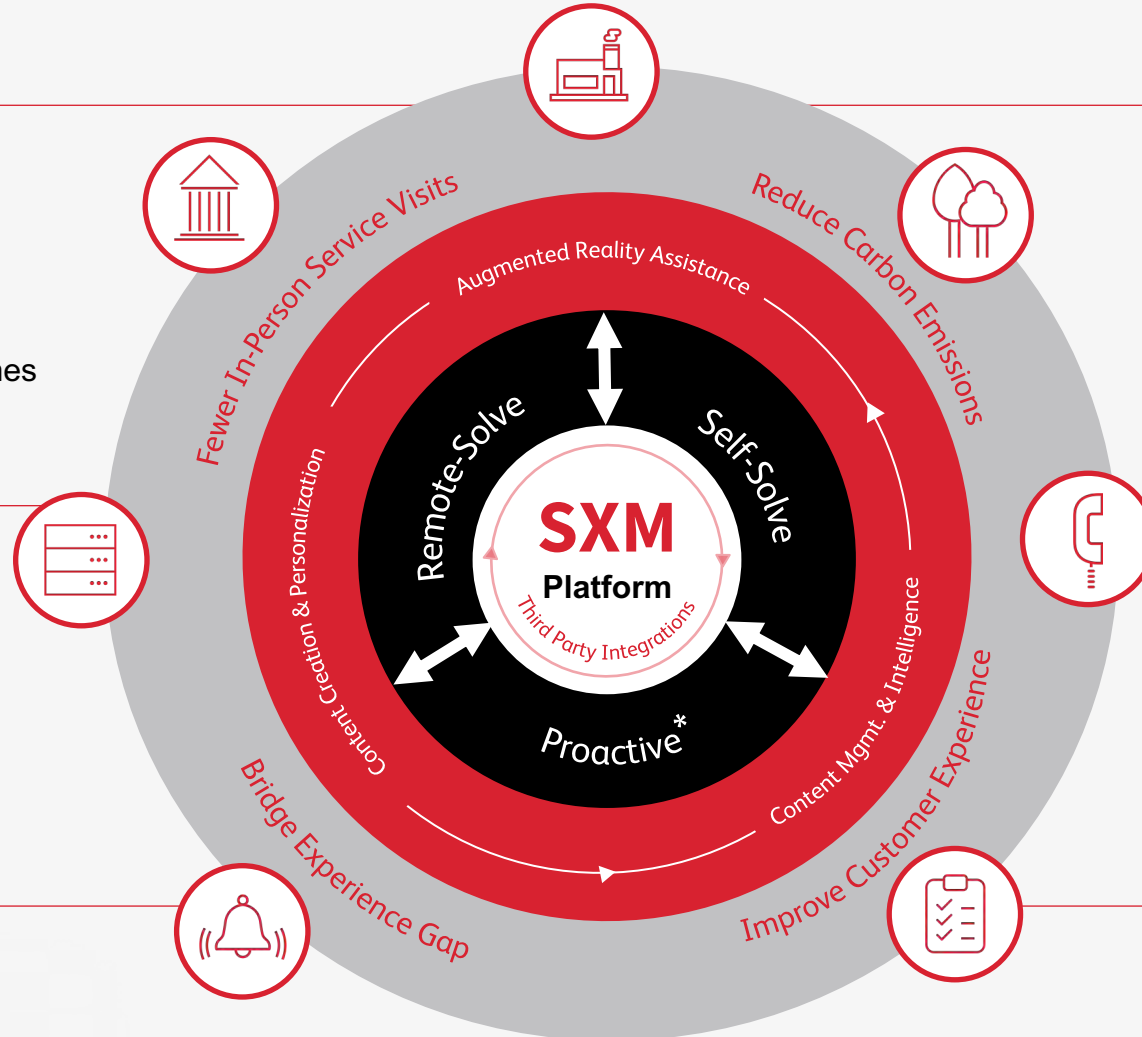 Fewer In-Person Service Visits
Reduce Carbon Emissions
Augmented Reality Assistance
Remote-Solve
Self-Solve
SXM
Platform
Third Party Integrations
Proactive*
Content Creation & Personalization
Content Mgmt. & Intelligence
Bridge Experience Gap
Improve Customer Experience